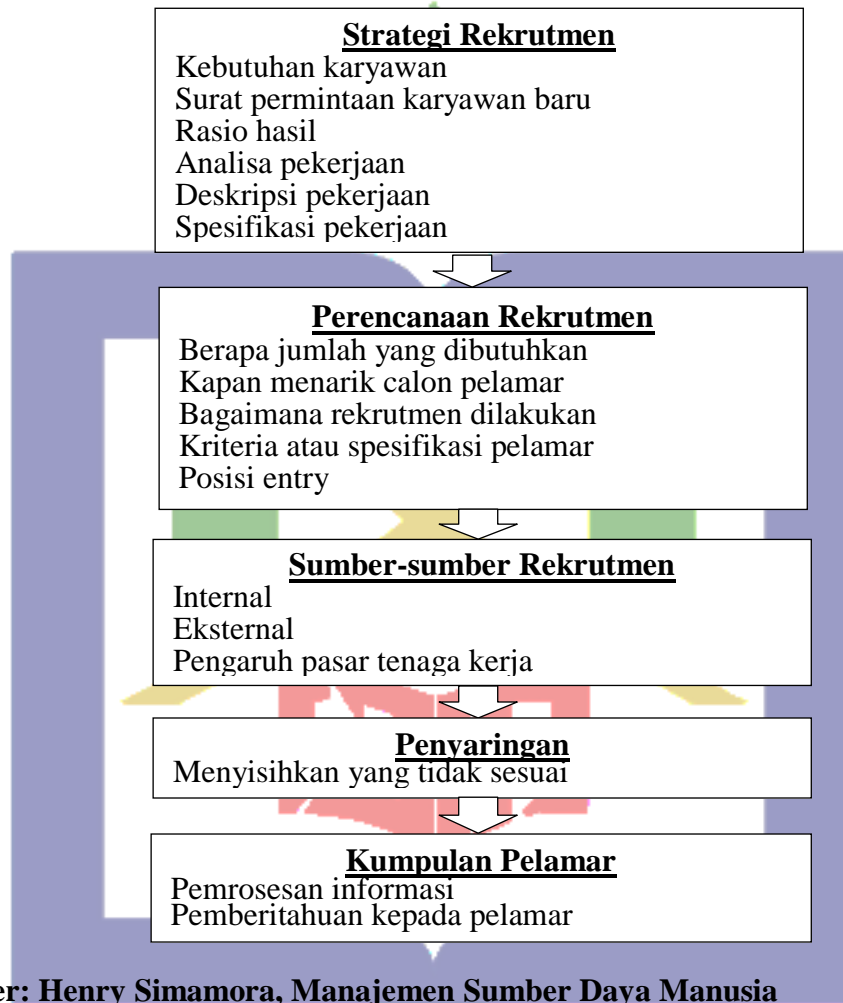 Strategi Rekrutmen
Kebutuhan karyawan
Surat permintaan karyawan baru
Rasio hasil
Analisa pekerjaan
Deskripsi pekerjaan
Spesifikasi pekerjaan
Perencanaan Rekrutmen
Berapa jumlah yang dibutuhkan
Kapan menarik calon pelamar
Bagaimana rekrutmen dilakukan
Kriteria atau spesifikasi pelamar
Posisi entry
Sumber-sumber Rekrutmen
Internal
Eksternal
Pengaruh pasar tenaga kerja
Penyaringan
Menyisihkan yang tidak sesuai
Kumpulan Pelamar
Pemrosesan informasi
Pemberitahuan kepada pelamar
er: Henry Simamora, Manajemen Sumber Daya Manusia